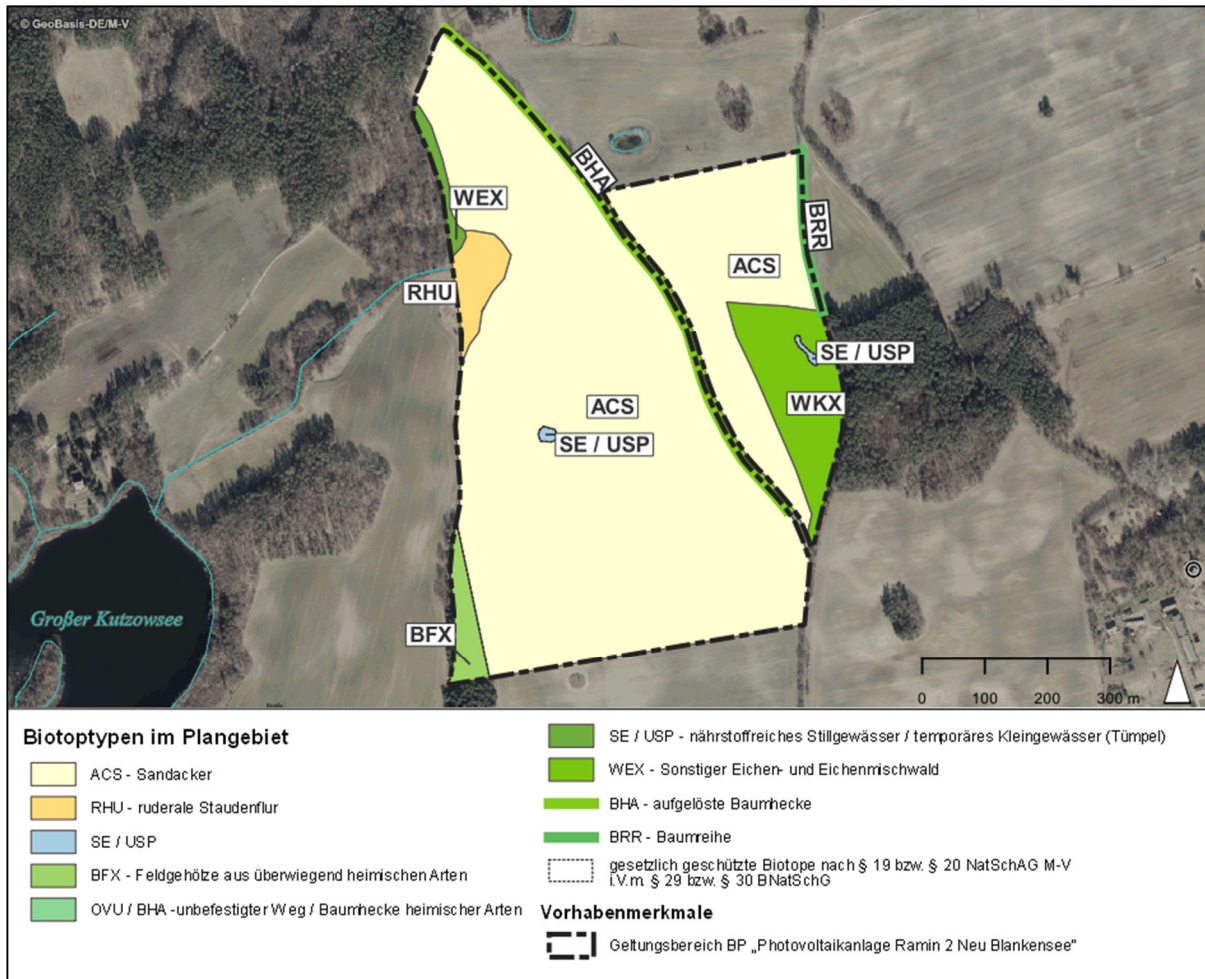 © GeoBasis-DE/M-V
BHA
WEX
BRR
ACS
RHU
SE / USP
ACS
WKX
SE / USP
Großer Kutzowsee
BFX
0 100 200 300 m
Biotoptypen im Plangebiet
ACS - Sandacker
RHU - ruderale Staudenflur
SE / USP
BFX - Feldgehölze aus überwiegend heimischen Arten
OVU / BHA -unbefestigter Weg / Baumhecke heimischer Arten
SE / USP - nährstoffreiches Stillgewässer / temporäres Kleingewässer (Tümpel)
WEX - Sonstiger Eichen- und Eichenmischwald
BHA - aufgelöste Baumhecke
BRR - Baumreihe
gesetzlich geschützte Biotope nach § 19 bzw. § 20 NatSchAG M-V
i.V.m. § 29 bzw. § 30 BNatSchG
Vorhabenmerkmale
Geltungsbereich BP „Photovoltaikanlage Ramin 2 Neu Blankensee"